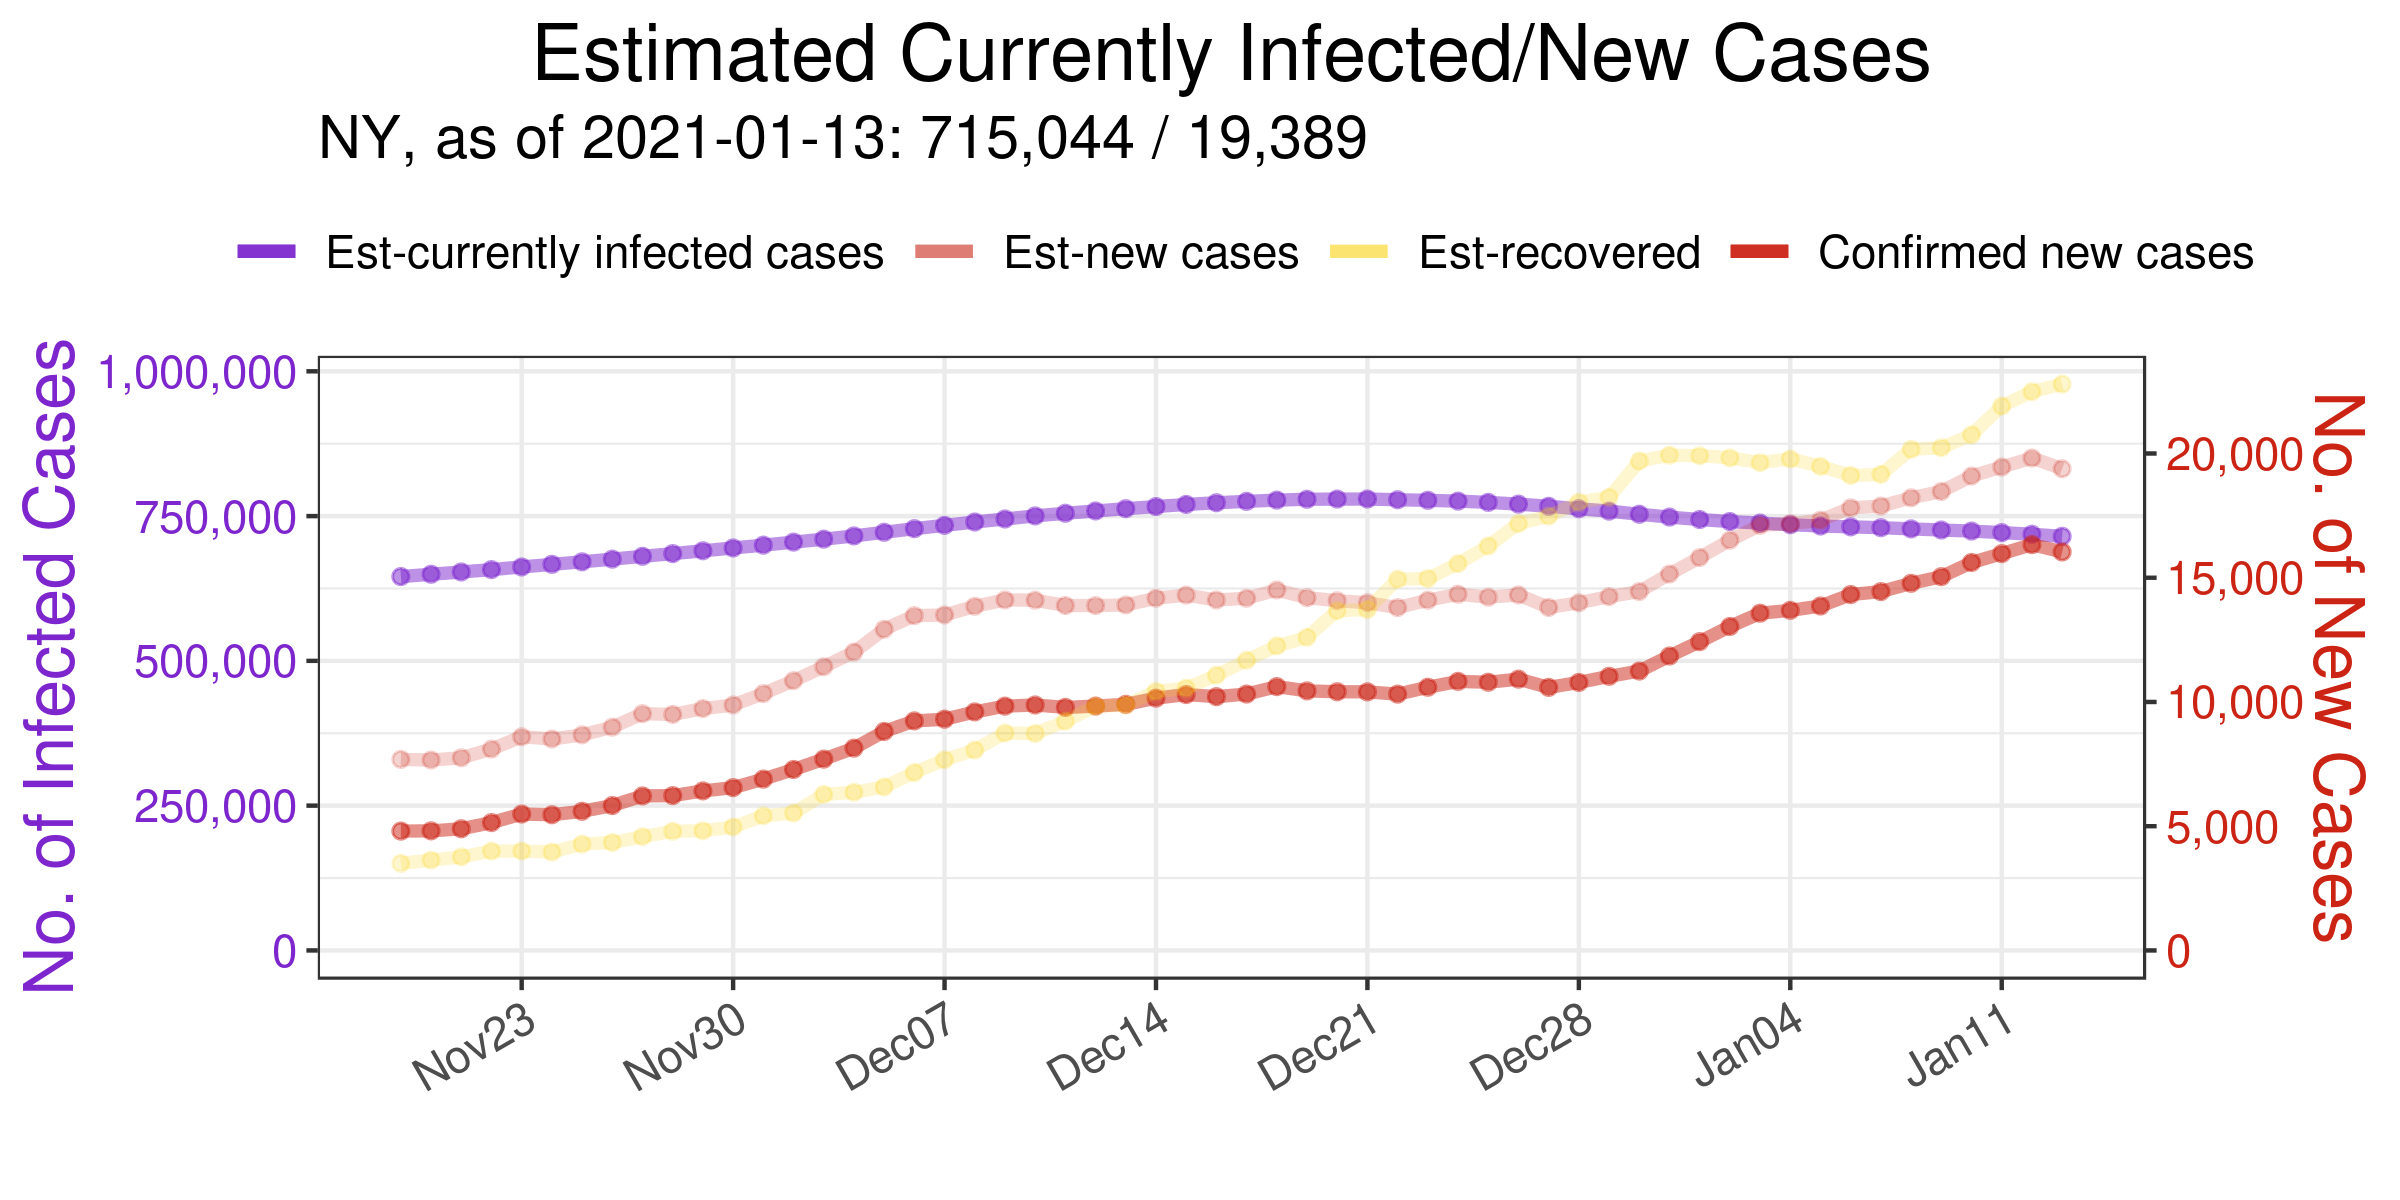 Estimated Currently Infected/New Cases
NY, as of 2021-01-13: 715,044 / 19,389
Est-currently infected cases Est-new cases Est-recovered Confirmed new cases
No. of Infected Cases
1,000,000
750,000
500,000
250,000
0
20,000
15,000
10,000
5,000
0
No. of New Cases
Nov23 Nov30 Dec07 Dec14 Dec21 Dec28 Jan04 Jan11